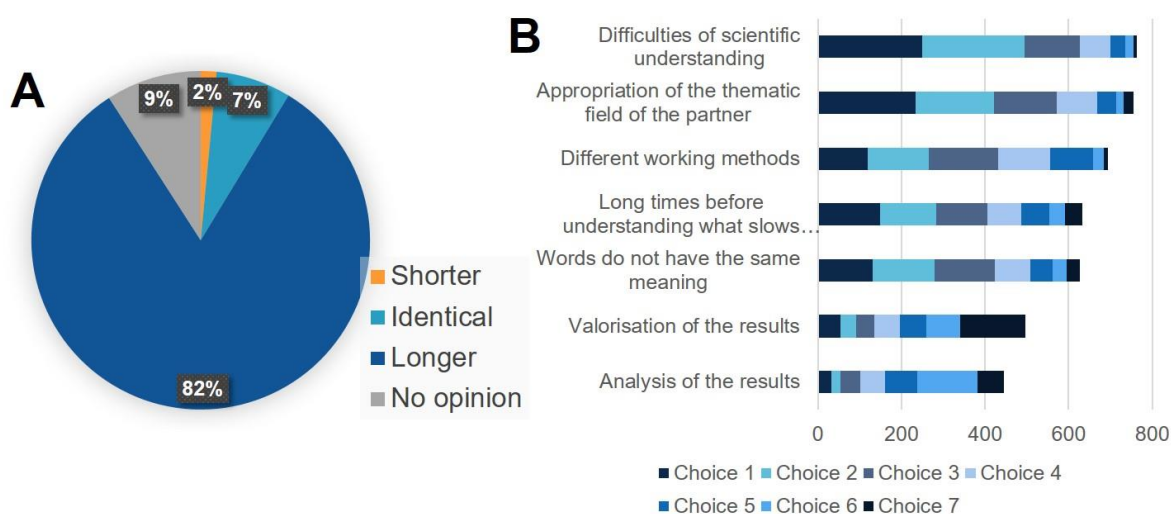 A
9%
2%
7%
82%
Shorter
Identical
Longer
No opinion
B
Difficulties of scientific
understanding
Appropriation of the thematic
field of the partner
Different working methods
Long times before
understanding what slows…
Words do not have the same
meaning
Valorisation of the results
Analysis of the results
0 200 400 600 800
Choice 1 Choice 2 Choice 3 Choice 4
Choice 5 Choice 6 Choice 7